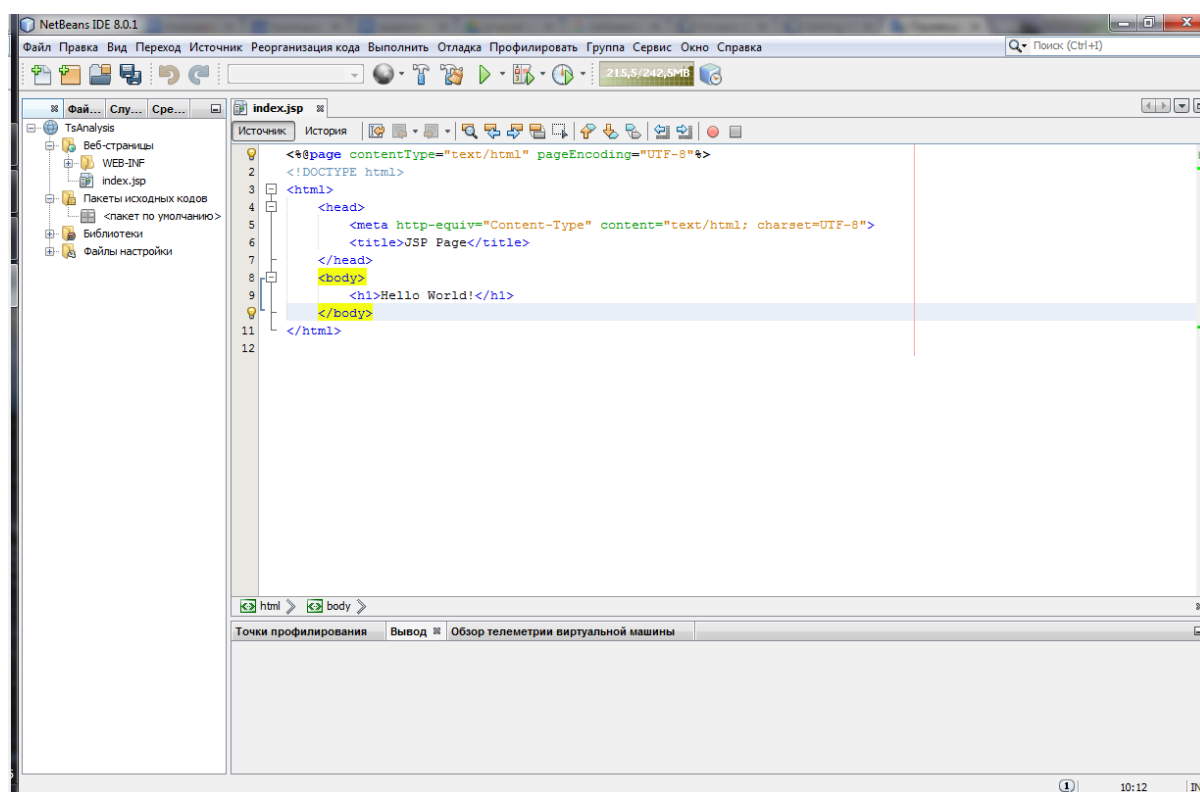 NetBeans IDE 8.0.1
Файл Правка Вид Переход Источник Реорганизация кода Выполнить Отладка Профилировать Группа Сервис Окно Справка
Поиск (Ctrl+I)
215,5/242,5MB
Фай... Слу... Сре...
index.jsp
TsAnalysis
Веб-страницы
WEB-INF
index.jsp
Пакеты исходных кодов
<пакет по умолчанию>
Библиотеки
Файлы настройки
Источник История
<%@page contentType="text/html" pageEncoding="UTF-8"%>
2 <!DOCTYPE html>
3 <html>
4 <head>
5 <meta http-equiv="Content-Type" content="text/html; charset=UTF-8">
6 <title>JSP Page</title>
7 </head>
8 <body>
9 <h1>Hello World!</h1>
</body>
11 </html>
12
html body
Точки профилирования Вывод Обзор телеметрии виртуальной машины
1 10:12 IN